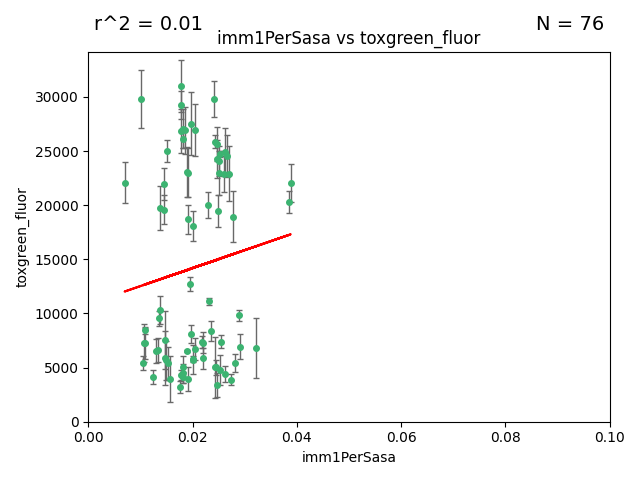 r^2 = 0.01
N = 76
imm1PerSasa vs toxgreen_fluor
toxgreen_fluor
30000
25000
20000
15000
10000
5000
0
0.00
0.02
0.04
0.06
0.08
0.10
imm1PerSasa